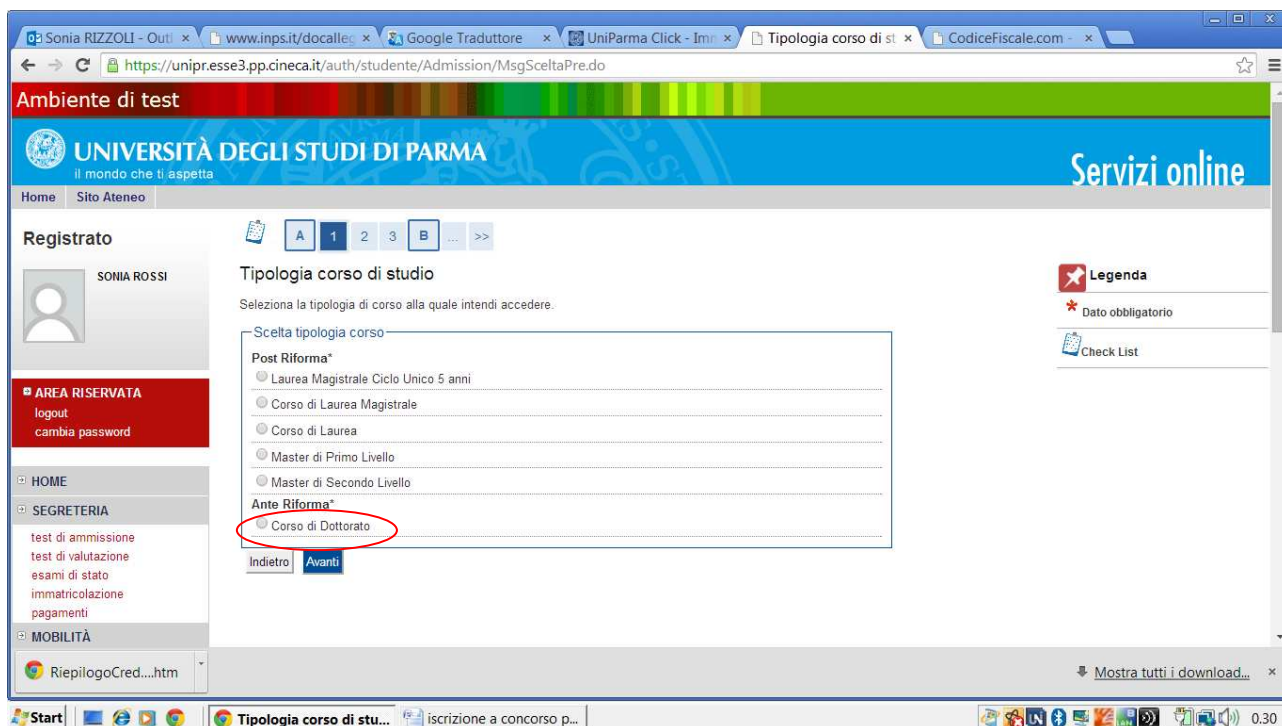 Sonia RIZZOLI - Outl
www.inps.it/docalleg
Google Traduttore
UniParma Click - Imm
Tipologia corso di st
CodiceFiscale.com -
https://unipr.esse3.pp.cineca.it/auth/studente/Admission/MsgSceltaPre.do
Ambiente di test
UNIVERSITÀ DEGLI STUDI DI PARMA
il mondo che ti aspetta
Servizi online
Home Sito Ateneo
Registrato
SONIA ROSSI
AREA RISERVATA
logout
cambia password
HOME
SEGRETERIA
test di ammissione
test di valutazione
esami di stato
immatricolazione
pagamenti
MOBILITÀ
A 1 2 3 B ... >>
Tipologia corso di studio
Seleziona la tipologia di corso alla quale intendi accedere.
Scelta tipologia corso
Post Riforma*
Laurea Magistrale Ciclo Unico 5 anni
Corso di Laurea Magistrale
Corso di Laurea
Master di Primo Livello
Master di Secondo Livello
Ante Riforma*
Corso di Dottorato
Indietro Avanti
Legenda
* Dato obbligatorio
Check List
RiepilogoCred....htm
Mostra tutti i download...
Start
Tipologia corso di stu...
iscrizione a concorso p...
0.30